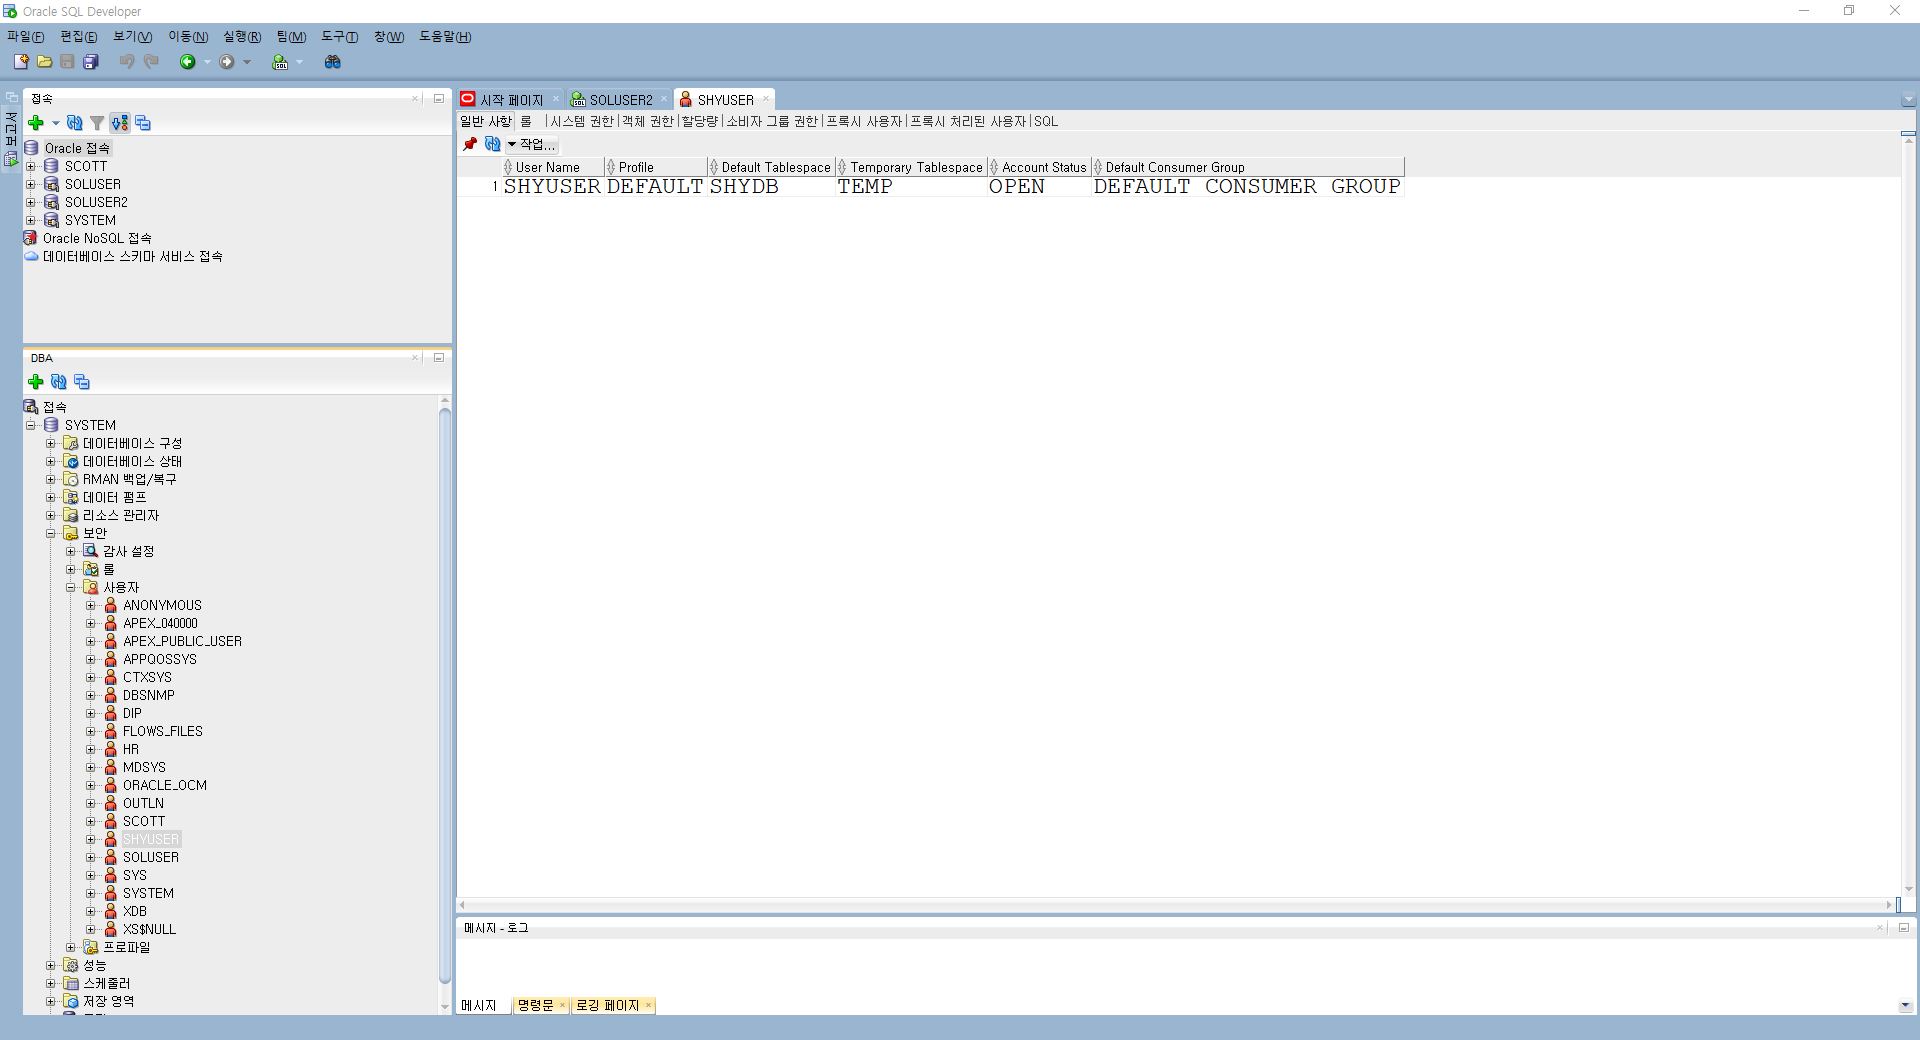 Oracle SQL Developer
파일(F) 편집(E) 보기(V) 이동(N) 실행(R) 팀(M) 도구(T) 창(W) 도움말(H)
접속
Oracle 접속
SCOTT
SOLUSER
SOLUSER2
SYSTEM
Oracle NoSQL 접속
데이터베이스 스키마 서비스 접속
DBA
접속
SYSTEM
데이터베이스 구성
데이터베이스 상태
RMAN 백업/복구
데이터 펌프
리소스 관리자
보안
감사 설정
롤
사용자
ANONYMOUS
APEX_040000
APEX_PUBLIC_USER
APPQOSSYS
CTXSYS
DBSNMP
DIP
FLOWS_FILES
HR
MDSYS
ORACLE_OCM
OUTLN
SCOTT
SHYUSER
SOLUSER
SYS
SYSTEM
XDB
XS$NULL
프로파일
성능
스케줄러
저장 영역
시작 페이지 SOLUSER2 SHYUSER
일반 사항 롤 |시스템 권한|객체 권한|할당량|소비자 그룹 권한|프록시 사용자|프록시 처리된 사용자|SQL
작업...
User Name Profile Default Tablespace Temporary Tablespace Account Status Default Consumer Group
1 SHYUSER DEFAULT SHYDB TEMP OPEN DEFAULT CONSUMER GROUP
메시지 - 로그
메시지 명령문 로깅 페이지